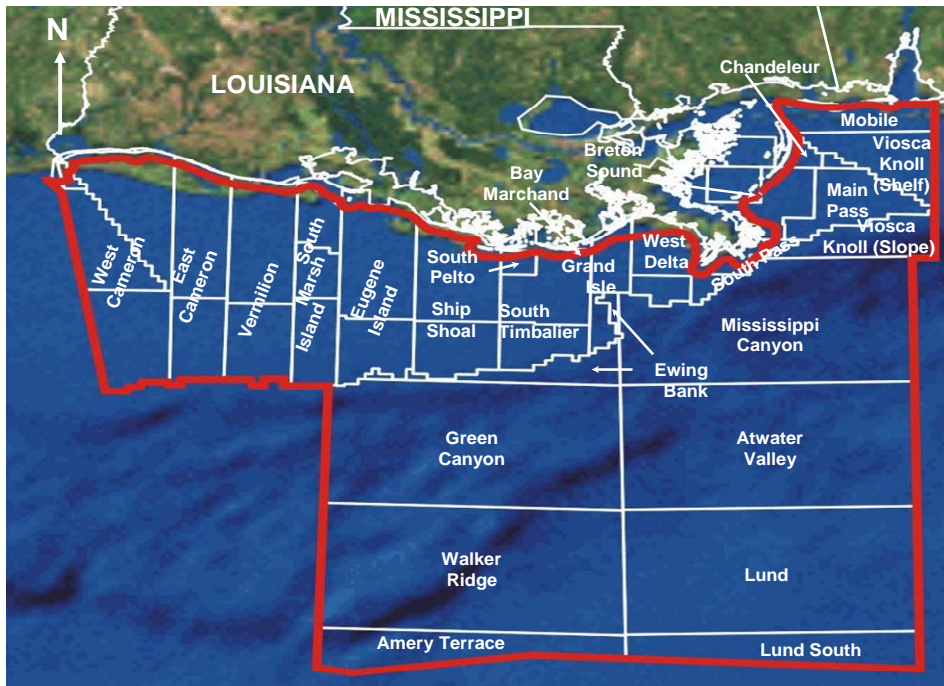 MISSISSIPPI
N
LOUISIANA
Chandeleur
Mobile
Breton
Sound
Viosca
Knoll
(Shelf)
Bay
Marchand
Main
Pass
Viosca
Knoll (Slope)
West
Cameron
East
Cameron
Vermilion
South
Marsh
Island
Eugene
Island
South
Pelto
Ship
Shoal
South
Timbalier
Grand
Isle
West
Delta
South Pass
Mississippi
Canyon
Ewing
Bank
Green
Canyon
Atwater
Valley
Walker
Ridge
Lund
Amery Terrace
Lund South